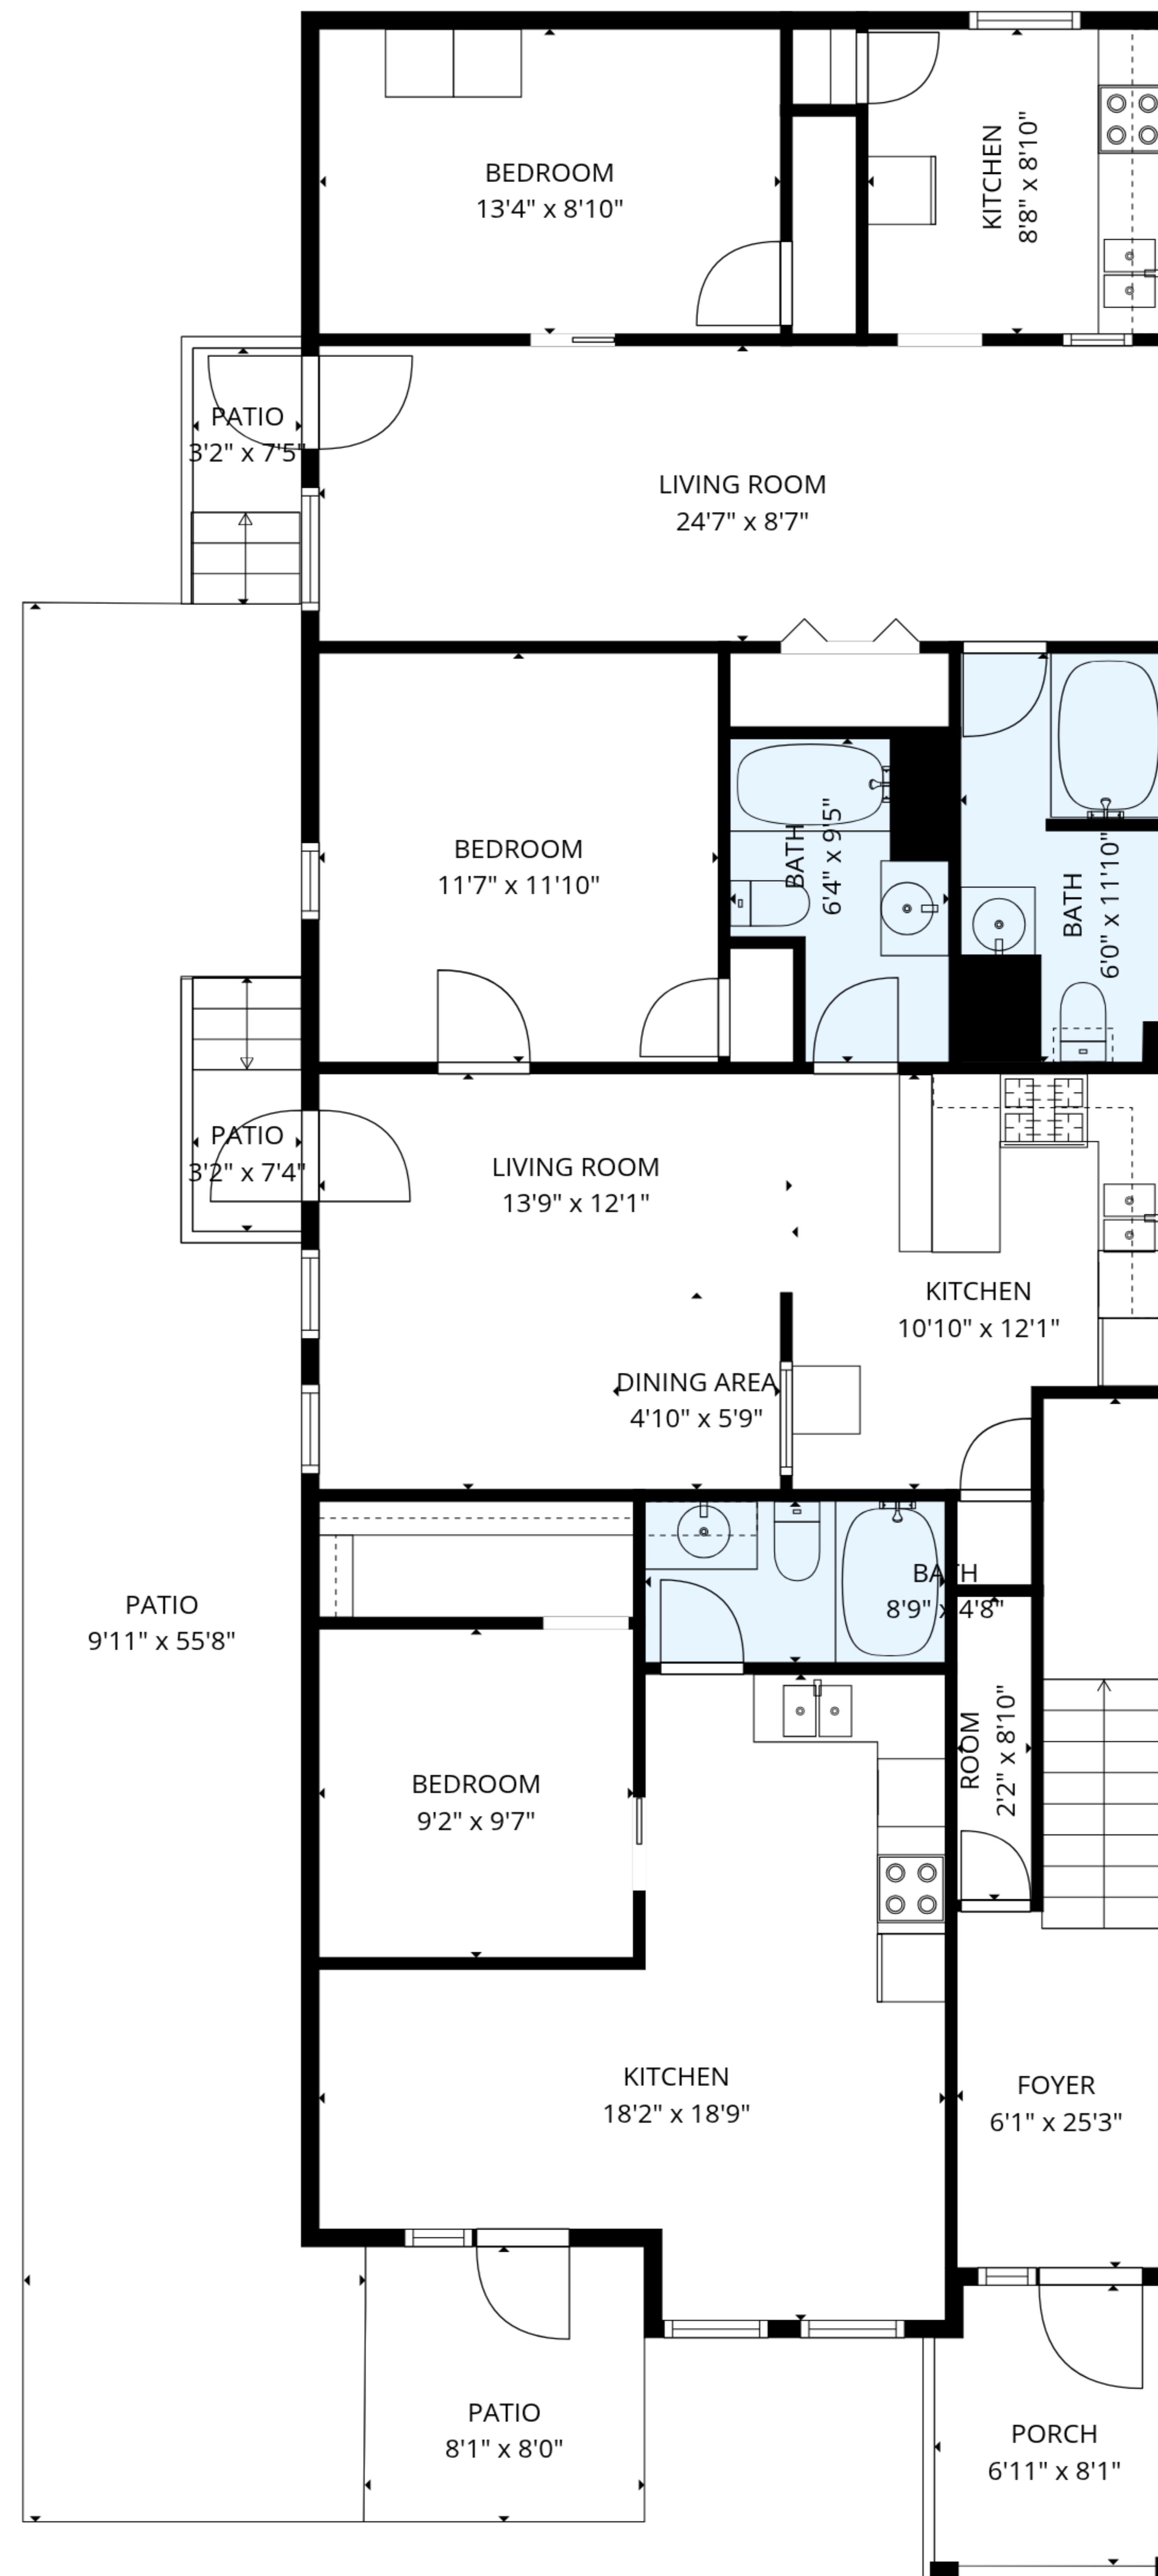 BEDROOM
13'4" x 8'10"
KITCHEN
8'8" x 8'10"
PATIO
3'2" x 7'5"
LIVING ROOM
24'7" x 8'7"
BEDROOM
11'7" x 11'10"
BATH
6'4" x 9'5"
BATH
6'0" x 11'10"
PATIO
3'2" x 7'4"
LIVING ROOM
13'9" x 12'1"
KITCHEN
10'10" x 12'1"
DINING AREA
4'10" x 5'9"
BATH
8'9" x 4'8"
PATIO
9'11" x 55'8"
ROOM
2'2" x 8'10"
BEDROOM
9'2" x 9'7"
KITCHEN
18'2" x 18'9"
FOYER
6'1" x 25'3"
PATIO
8'1" x 8'0"
PORCH
6'11" x 8'1"